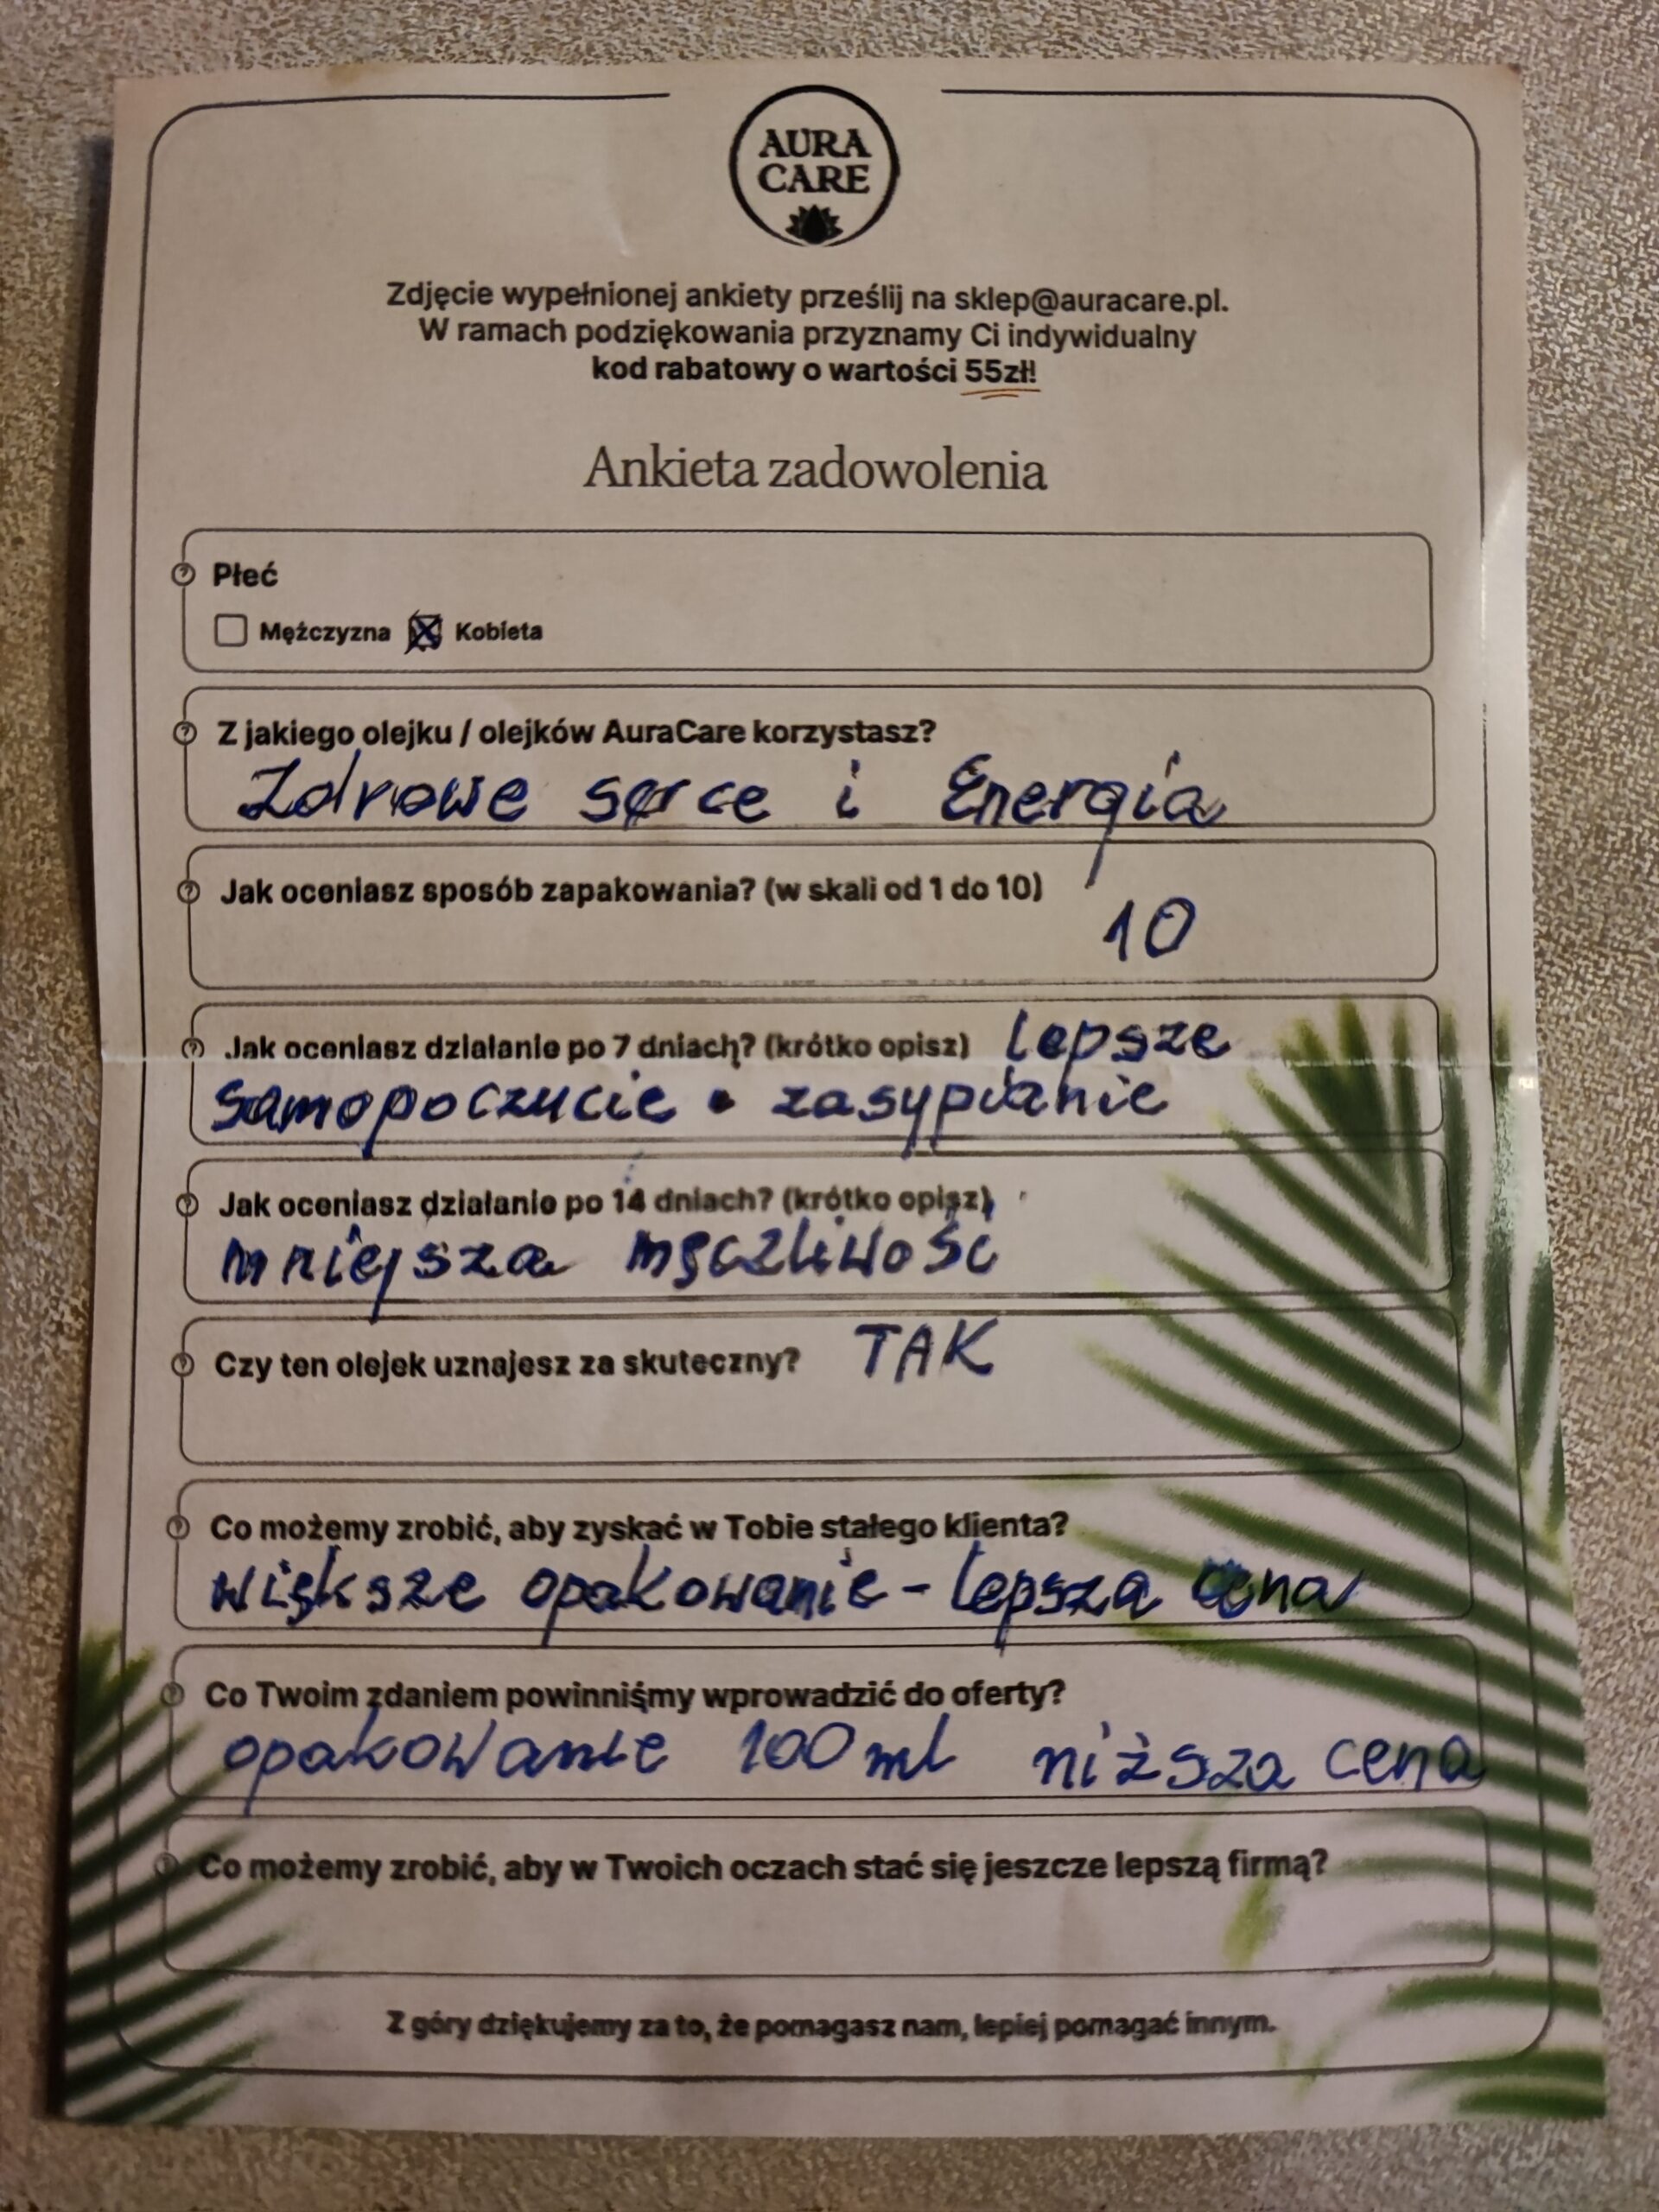 AURA
CARE
Zdjęcie wypełnionej ankiety prześlij na sklep@auracare.pl.
W ramach podziękowania przyznamy Ci indywidualny
kod rabatowy o wartości 55zł!
Ankieta zadowolenia
Płeć
Mężczyzna Kobieta
Z jakiego olejku / olejków AuraCare korzystasz?
Zdrowe serce i Energia
Jak oceniasz sposób zapakowania? (w skali od 1 do 10)
10
Jak oceniasz działanie po 7 dniach? (krótko opisz) lepsze
samopoczucie • zasypianie
Jak oceniasz działanie po 14 dniach? (krótko opisz)
mniejsza męczliwość
Czy ten olejek uznajesz za skuteczny? TAK
Co możemy zrobić, aby zyskać w Tobie stałego klienta?
większe opakowanie - lepsza cena
Co Twoim zdaniem powinniśmy wprowadzić do oferty?
opakowanie 100 ml niższa cena
Co możemy zrobić, aby w Twoich oczach stać się jeszcze lepszą firmą?
Z góry dziękujemy za to, że pomagasz nam, lepiej pomagać innym.